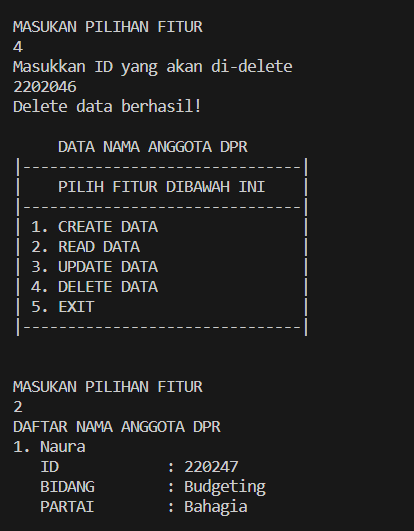 MASUKAN PILIHAN FITUR
4
Masukkan ID yang akan di-delete
2202046
Delete data berhasil!
DATA NAMA ANGGOTA DPR
|-------------------------------|
|    PILIH FITUR DIBAWAH INI    |
|-------------------------------|
| 1. CREATE DATA                |
| 2. READ DATA                  |
| 3. UPDATE DATA                |
| 4. DELETE DATA                |
| 5. EXIT                       |
|-------------------------------|
MASUKAN PILIHAN FITUR
2
DAFTAR NAMA ANGGOTA DPR
1. Naura
ID            : 220247
BIDANG        : Budgeting
PARTAI        : Bahagia